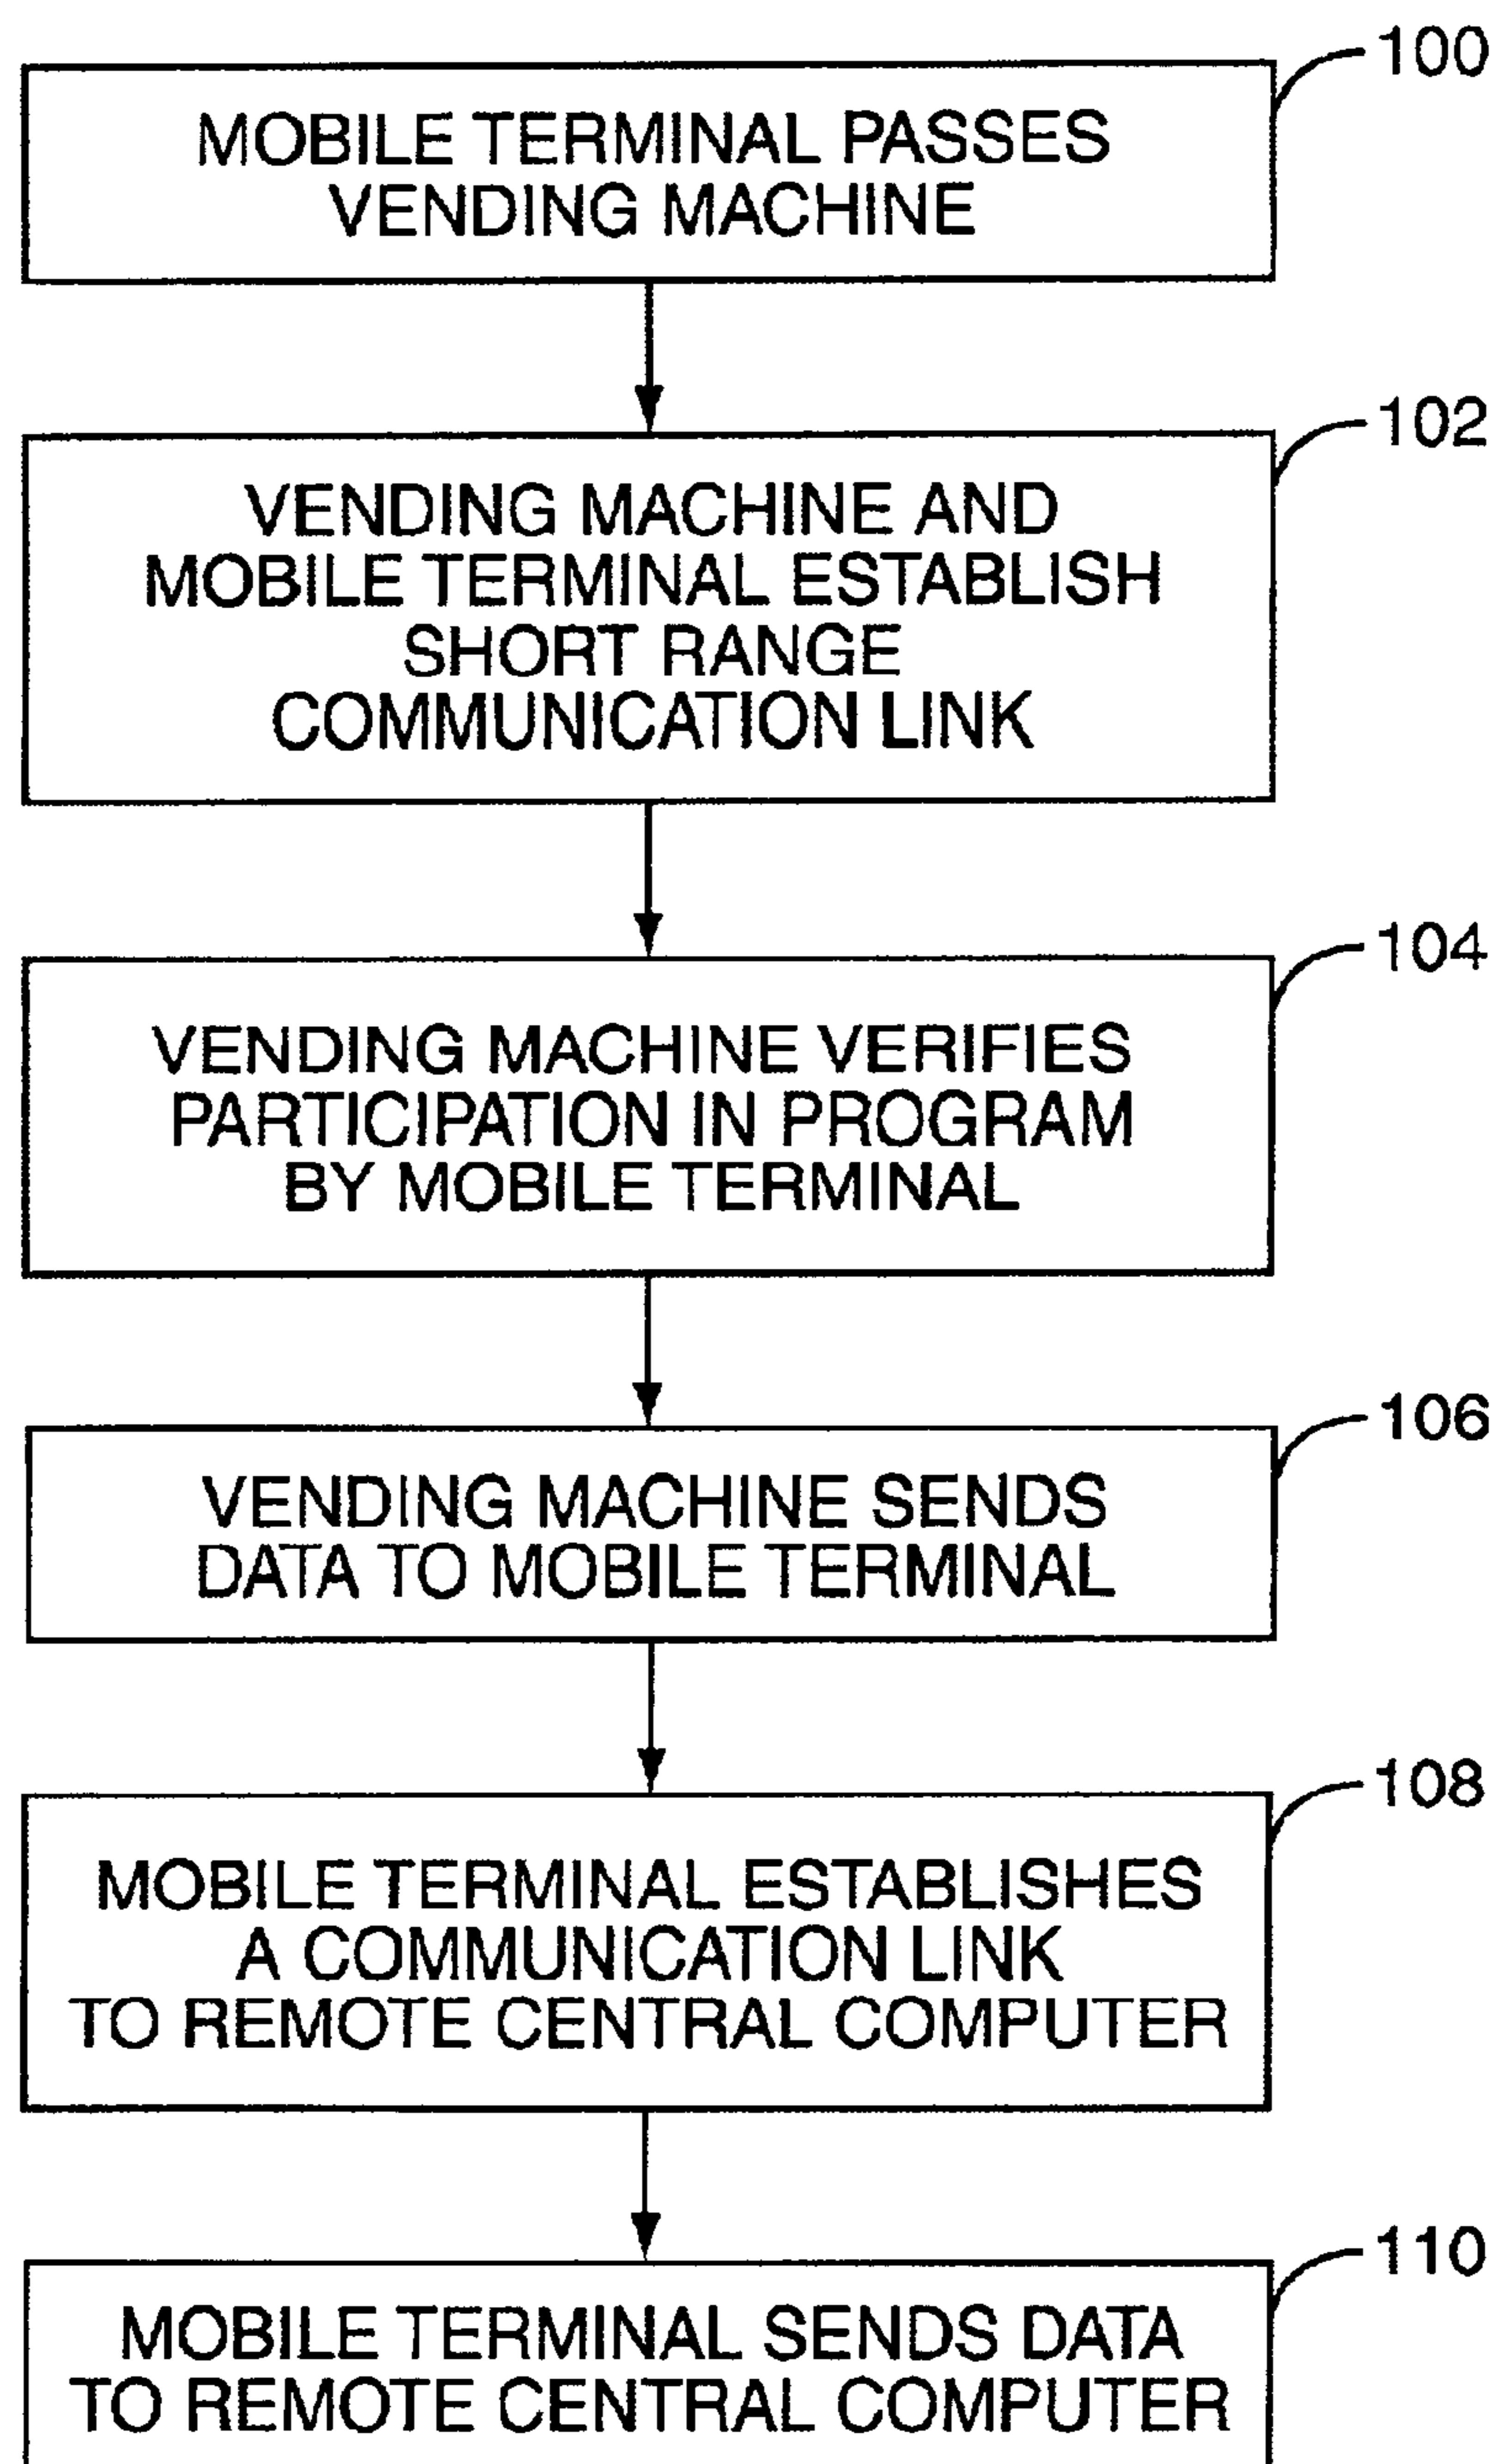 100
MOBILE TERMINAL PASSES
VENDING MACHINE
102
VENDING MACHINE AND
MOBILE TERMINAL ESTABLISH
SHORT RANGE
COMMUNICATION LINK
104
VENDING MACHINE VERIFIES
PARTICIPATION IN PROGRAM
BY MOBILE TERMINAL
106
VENDING MACHINE SENDS
DATA TO MOBILE TERMINAL
108
MOBILE TERMINAL ESTABLISHES
A COMMUNICATION LINK
TO REMOTE CENTRAL COMPUTER
110
MOBILE TERMINAL SENDS DATA
TO REMOTE CENTRAL COMPUTER